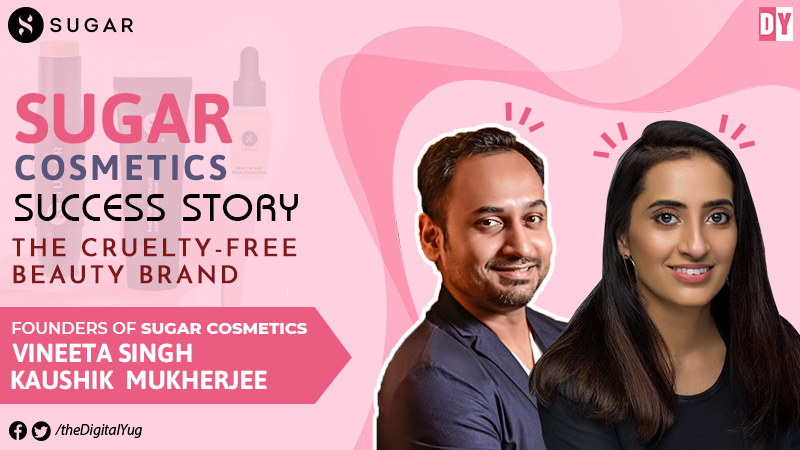 SUGAR
DY
SUGAR
COSMETICS
SUCCESS STORY
THE CRUELTY-FREE
BEAUTY BRAND
FOUNDERS OF SUGAR COSMETICS
VINEETA SINGH
KAUSHIK MUKHERJEE
/theDigitalYug